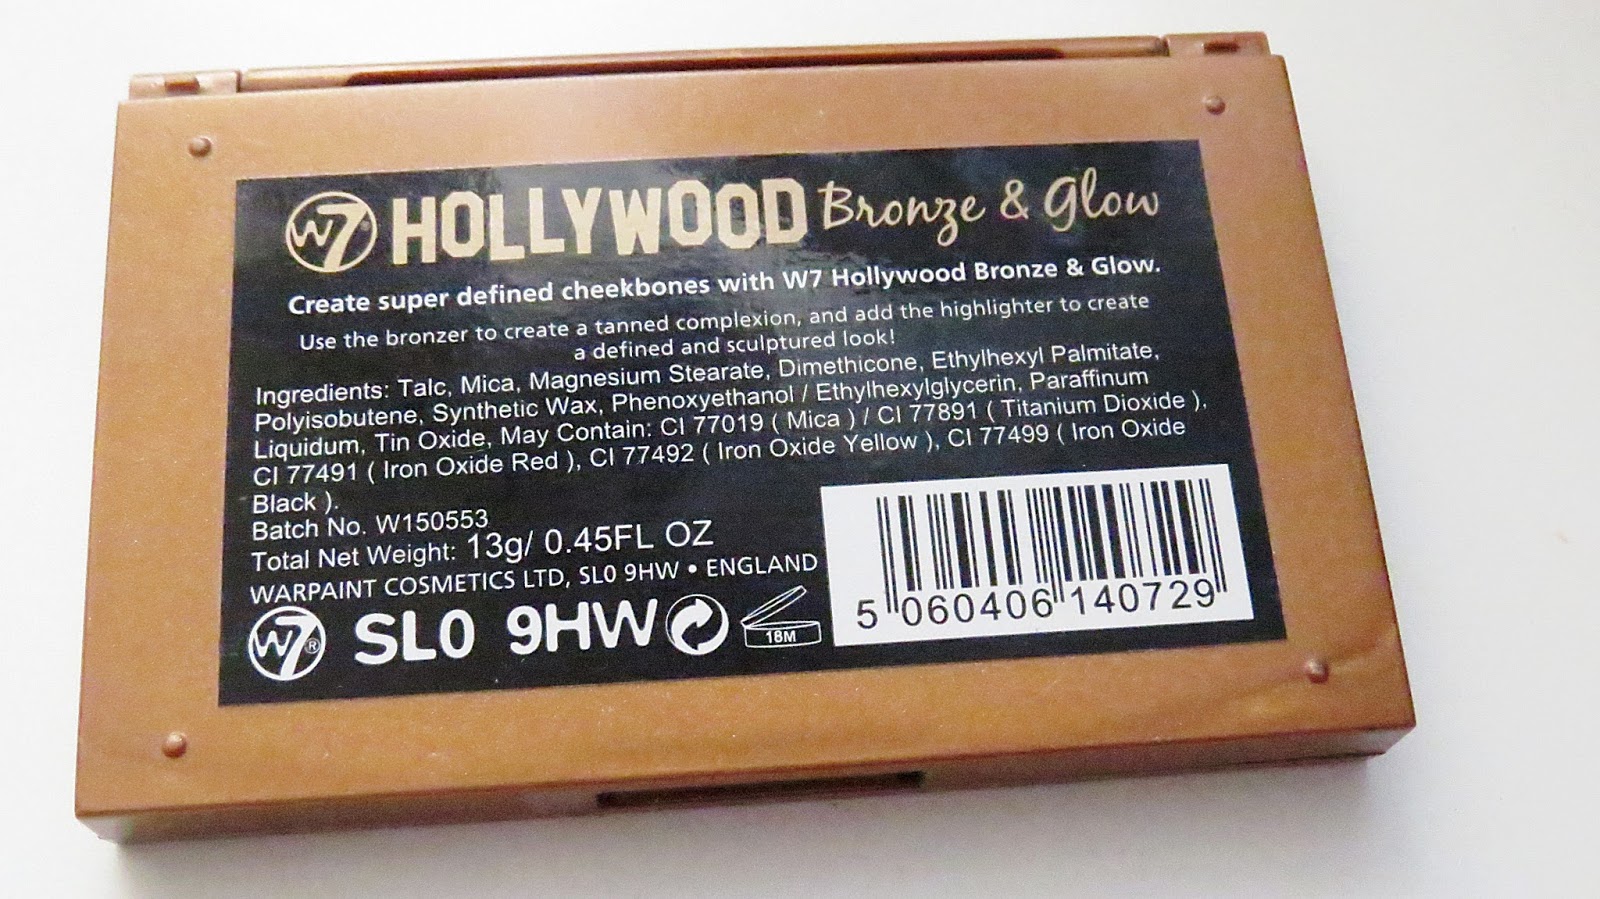 W7 HOLLYWOOD Bronze & Glow
Create super defined cheekbones with W7 Hollywood Bronze & Glow.
Use the bronzer to create a tanned complexion, and add the highlighter to create
a defined and sculptured look!
Ingredients: Talc, Mica, Magnesium Stearate, Dimethicone, Ethylhexyl Palmitate,
Polyisobutene, Synthetic Wax, Phenoxyethanol / Ethylhexylglycerin, Paraffinum
Liquidum, Tin Oxide, May Contain: CI 77019 ( Mica ) / CI 77891 ( Titanium Dioxide ),
CI 77491 ( Iron Oxide Red ), CI 77492 ( Iron Oxide Yellow ), CI 77499 ( Iron Oxide
Black ).
Batch No. W150553
Total Net Weight: 13g/ 0.45FL OZ
WARPAINT COSMETICS LTD, SL0 9HW • ENGLAND
W7® SL0 9HW 18M
5 060406 140729